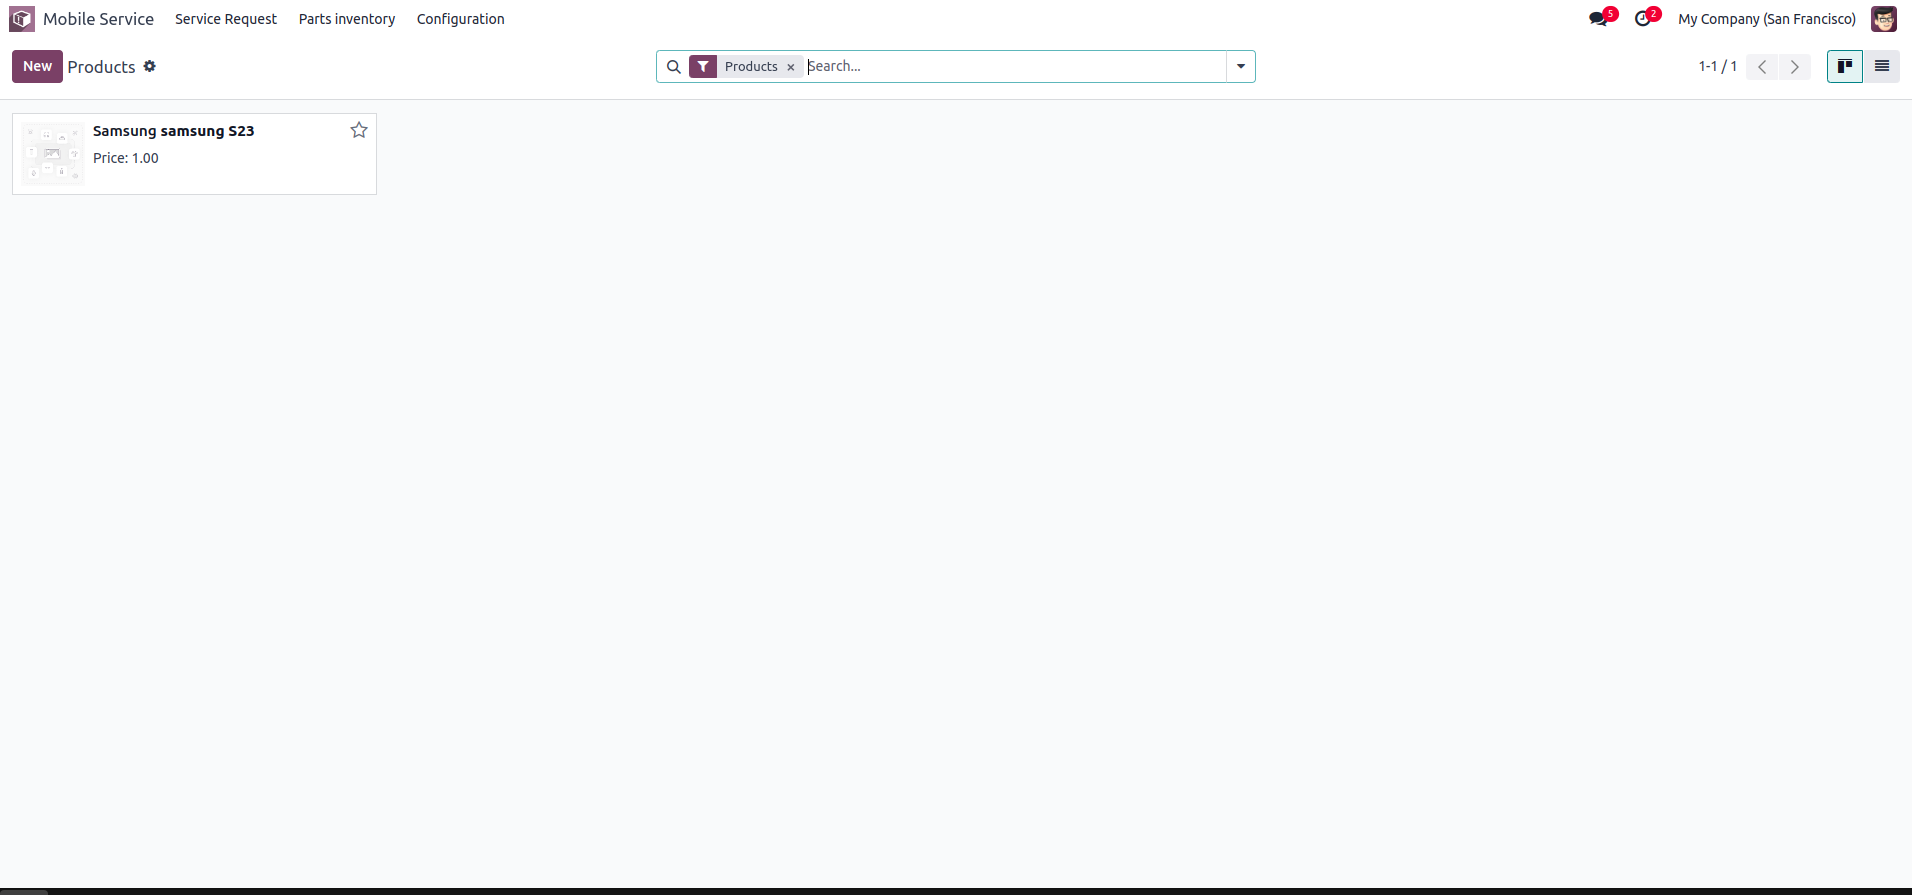 Mobile Service Service Request Parts inventory Configuration 5 2 My Company (San Francisco)
New Products Products × Search... 1-1 / 1
Samsung samsung S23
Price: 1.00